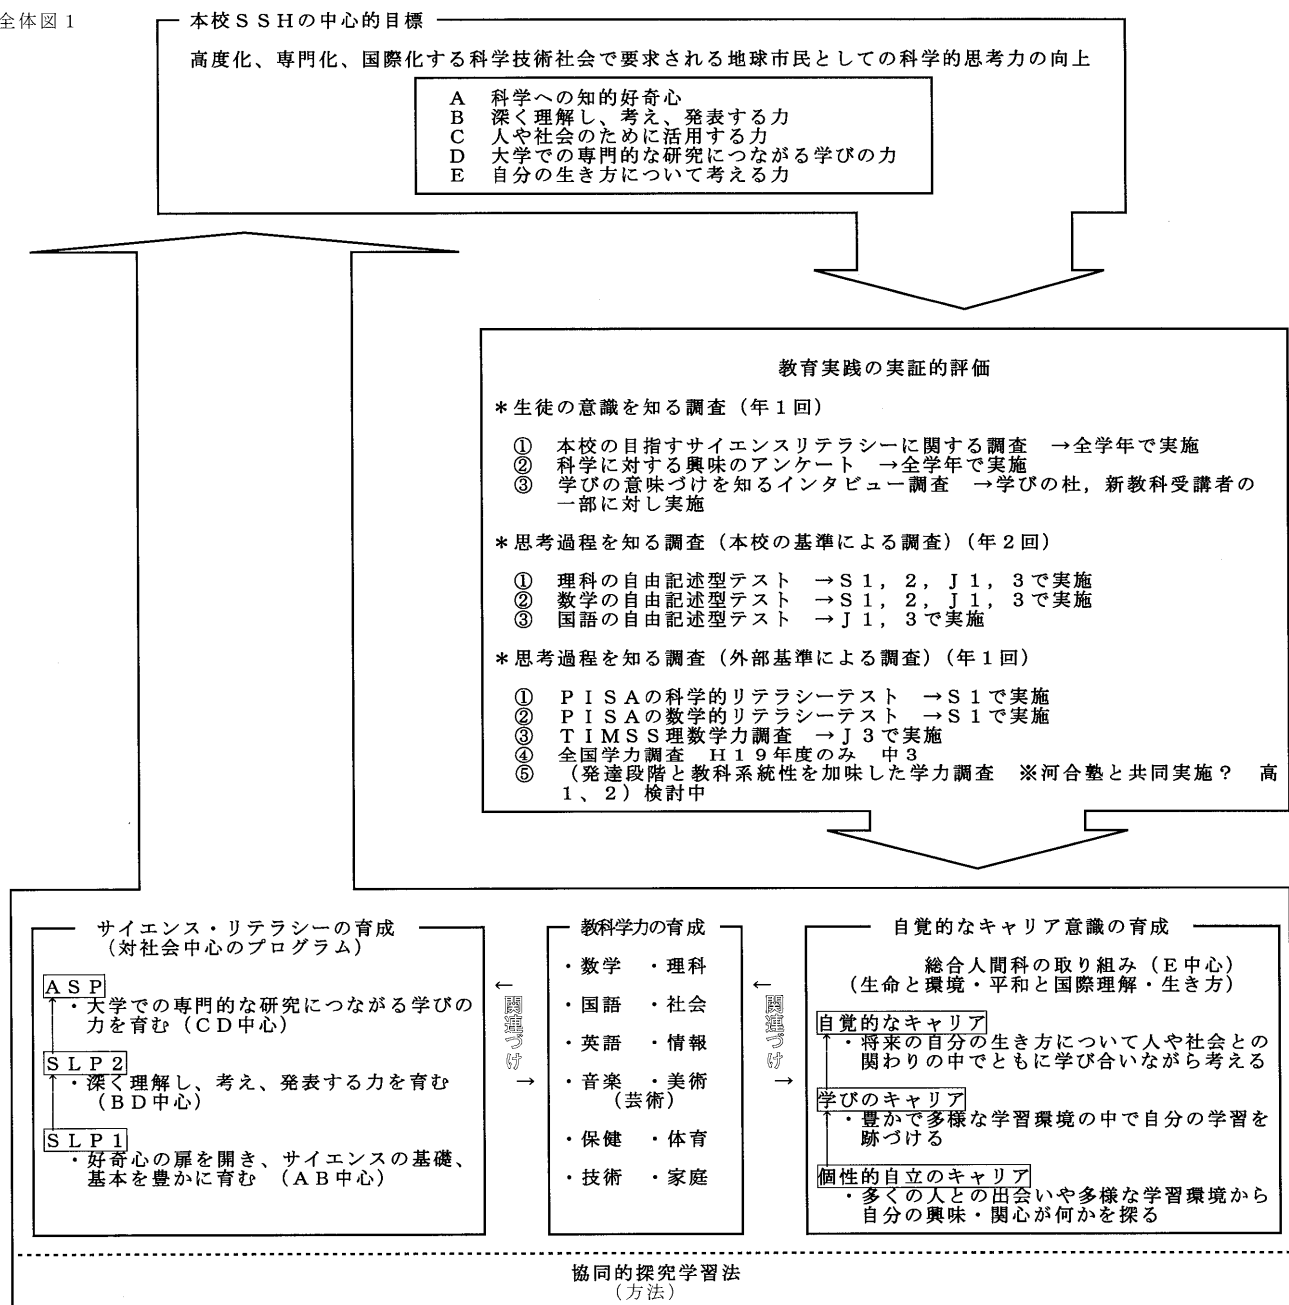 全体図１
本校ＳＳＨの中心的目標
高度化、専門化、国際化する科学技術社会で要求される地球市民としての科学的思考力の向上
Ａ　科学への知的好奇心
Ｂ　深く理解し、考え、発表する力
Ｃ　人や社会のために活用する力
Ｄ　大学での専門的な研究につながる学びの力
Ｅ　自分の生き方について考える力
教育実践の実証的評価
＊生徒の意識を知る調査（年１回）
①　本校の目指すサイエンスリテラシーに関する調査　→全学年で実施
②　科学に対する興味のアンケート　→全学年で実施
③　学びの意味づけを知るインタビュー調査　→学びの杜，新教科受講者の
一部に対し実施
＊思考過程を知る調査（本校の基準による調査）（年２回）
①　理科の自由記述型テスト　→Ｓ１，２，Ｊ１，３で実施
②　数学の自由記述型テスト　→Ｓ１，２，Ｊ１，３で実施
③　国語の自由記述型テスト　→Ｊ１，３で実施
＊思考過程を知る調査（外部基準による調査）（年１回）
①　ＰＩＳＡの科学的リテラシーテスト　→Ｓ１で実施
②　ＰＩＳＡの数学的リテラシーテスト　→Ｓ１で実施
③　ＴＩＭＳＳ理数学力調査　→Ｊ３で実施
④　全国学力調査　Ｈ１９年度のみ　中３
⑤　（発達段階と教科系統性を加味した学力調査　※河合塾と共同実施？　高
１、２）検討中
サイエンス・リテラシーの育成
（対社会中心のプログラム）
ＡＳＰ
・大学での専門的な研究につながる学びの
力を育む（ＣＤ中心）
ＳＬＰ２
・深く理解し、考え、発表する力を育む
（ＢＤ中心）
ＳＬＰ１
・好奇心の扉を開き、サイエンスの基礎、
基本を豊かに育む　（ＡＢ中心）
←
関連づけ
→
教科学力の育成
・数学　・理科
・国語　・社会
・英語　・情報
・音楽　・美術
（芸術）
・保健　・体育
・技術　・家庭
←
関連づけ
→
自覚的なキャリア意識の育成
総合人間科の取り組み（Ｅ中心）
（生命と環境・平和と国際理解・生き方）
自覚的なキャリア
・将来の自分の生き方について人や社会との
関わりの中でともに学び合いながら考える
学びのキャリア
・豊かで多様な学習環境の中で自分の学習を
跡づける
個性的自立のキャリア
・多くの人との出会いや多様な学習環境から
自分の興味・関心が何かを探る
協同的探究学習法
（方法）